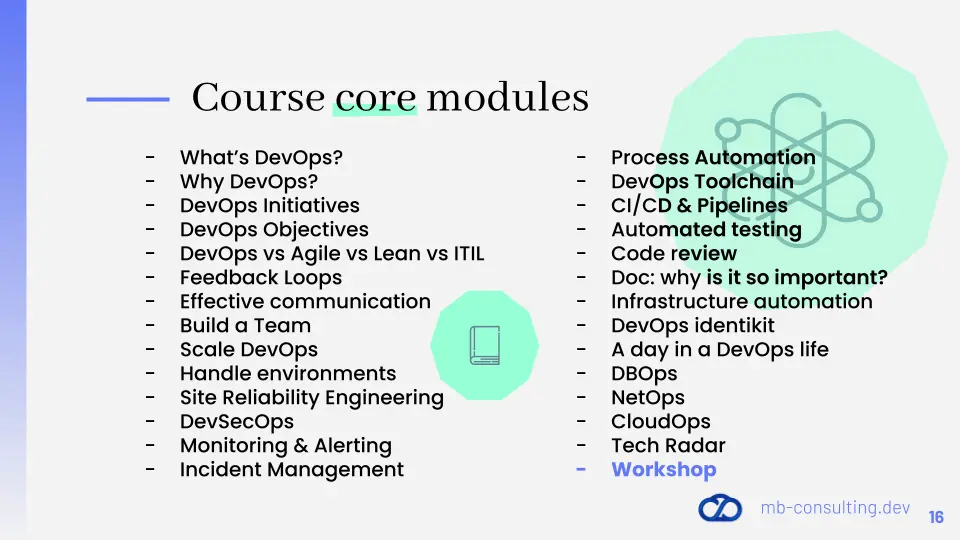 Course core modules
- What's DevOps?
- Why DevOps?
- DevOps Initiatives
- DevOps Objectives
- DevOps vs Agile vs Lean vs ITIL
- Feedback Loops
- Effective communication
- Build a Team
- Scale DevOps
- Handle environments
- Site Reliability Engineering
- DevSecOps
- Monitoring & Alerting
- Incident Management
- Process Automation
- DevOps Toolchain
- CI/CD & Pipelines
- Automated testing
- Code review
- Doc: why is it so important?
- Infrastructure automation
- DevOps identikit
- A day in a DevOps life
- DBOps
- NetOps
- CloudOps
- Tech Radar
- Workshop
mb-consulting.dev
16